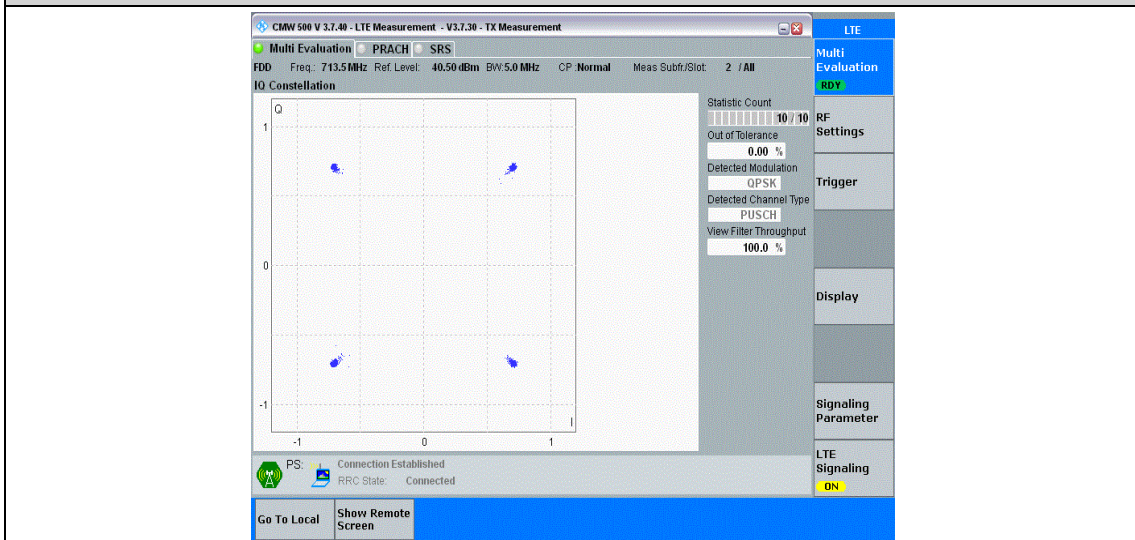 CMW 500 V 3.7.40 - LTE Measurement - V3.7.30 - TX Measurement
LTE
Multi Evaluation PRACH SRS
FDD Freq.: 713.5 MHz Ref. Level: 40.50 dBm BW: 5.0 MHz CP : Normal Meas Subfr./Slot: 2 / All
IQ Constellation
Q
1
0
-1
-1 0 1
I
Statistic Count
10 / 10
Out of Tolerance
0.00 %
Detected Modulation
QPSK
Detected Channel Type
PUSCH
View Filter Throughput
100.0 %
Multi
Evaluation
RDY
RF
Settings
Trigger
Display
Signaling
Parameter
LTE
Signaling
ON
PS: Connection Established
RRC State: Connected
Go To Local
Show Remote
Screen